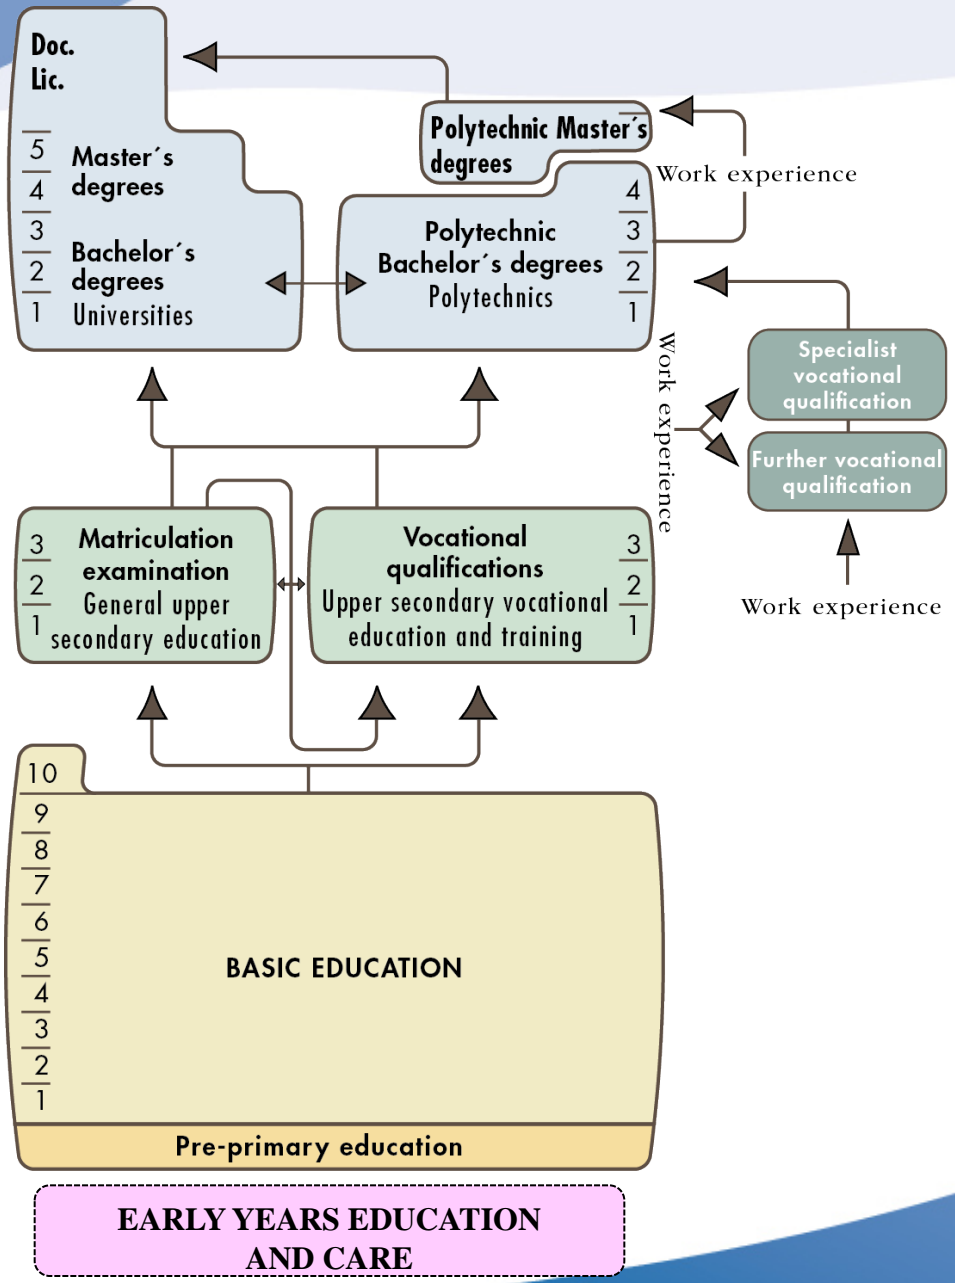 Doc.
Lic.
5
4
3
2
1
Master´s
degrees
Bachelor´s
degrees
Universities
Polytechnic Master´s
degrees
Work experience
Polytechnic
Bachelor´s degrees
Polytechnics
4
3
2
1
Work experience
Specialist
vocational
qualification
Further vocational
qualification
Work experience
3
2
1
Matriculation
examination
General upper
secondary education
Vocational
qualifications
Upper secondary vocational
education and training
3
2
1
10
9
8
7
6
5
4
3
2
1
BASIC EDUCATION
Pre-primary education
EARLY YEARS EDUCATION
AND CARE